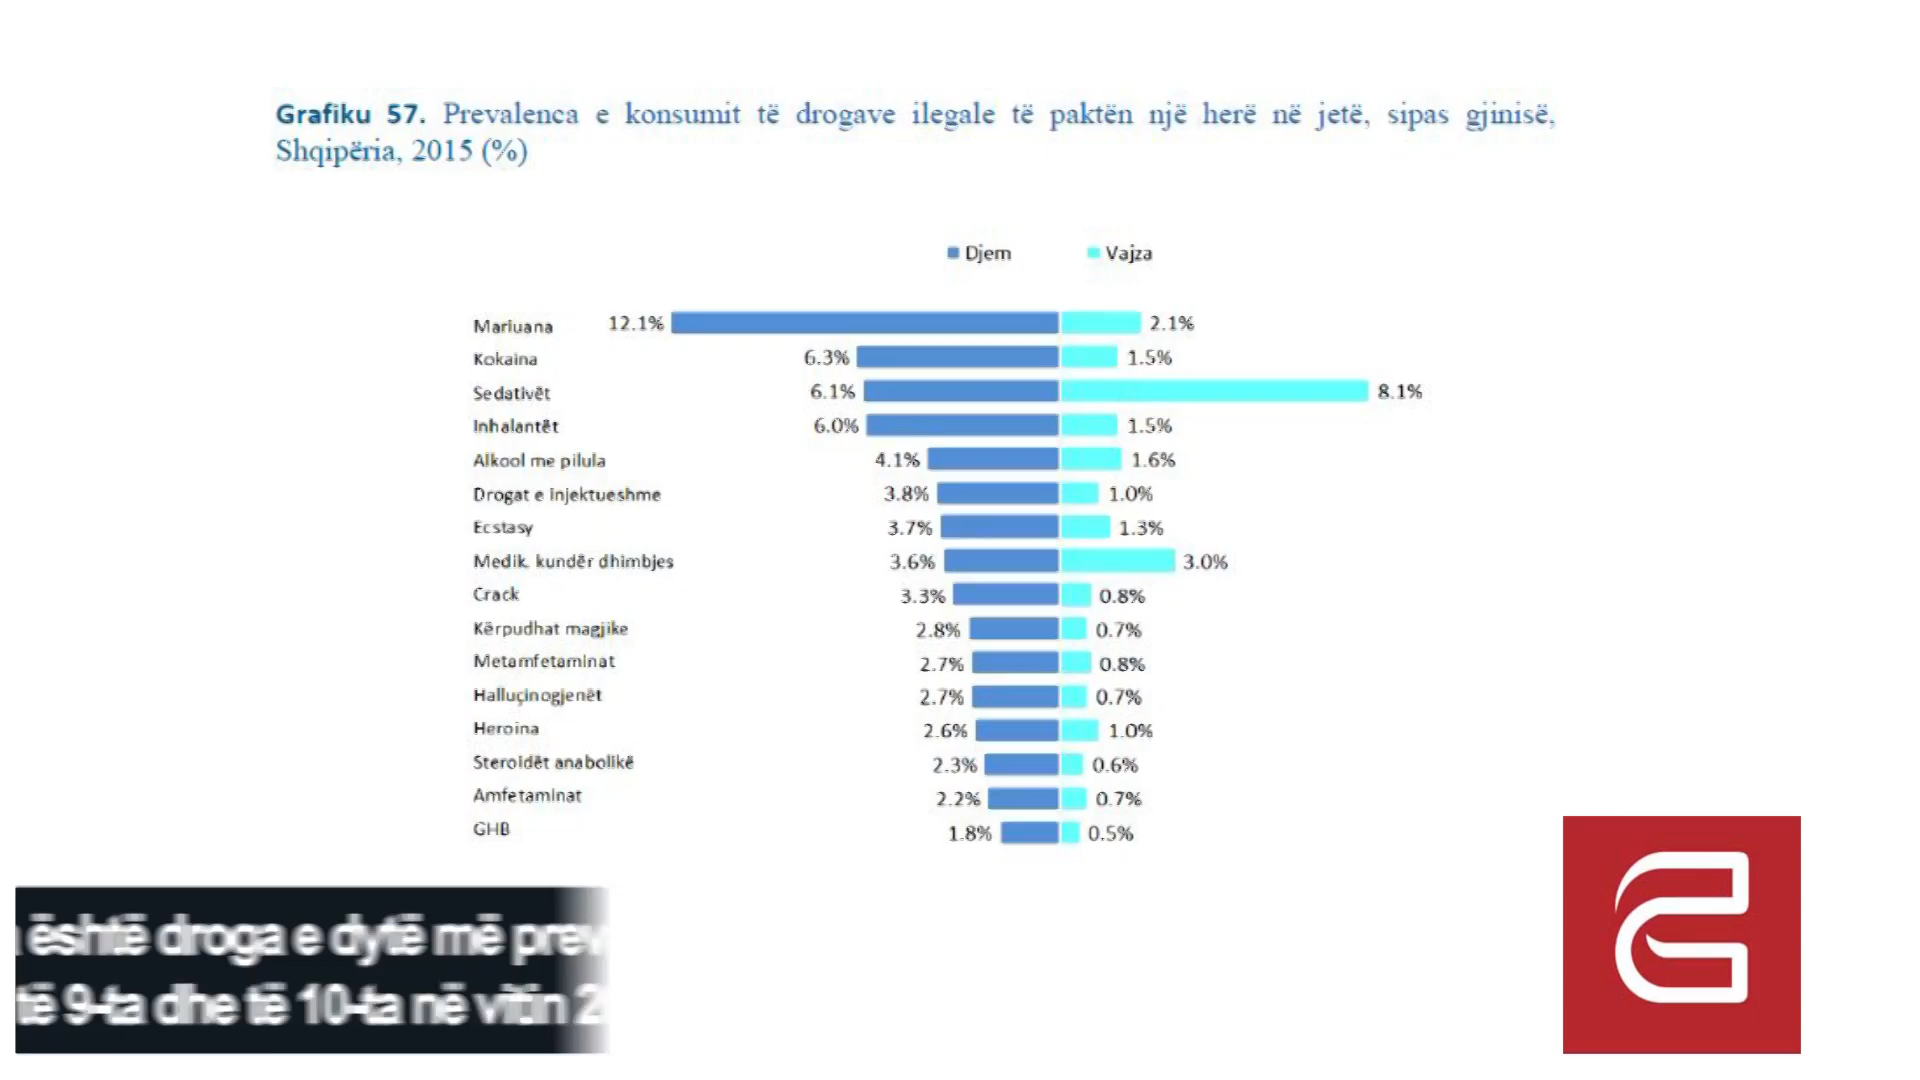 Grafiku 57. Prevalenca e konsumit të drogave ilegale të paktën një herë në jetë, sipas gjinisë,
Shqipëria, 2015 (%)
Djem Vajza
Mariuana 12.1% 2.1%
Kokaina 6.3% 1.5%
Sedativët 6.1% 8.1%
Inhalantët 6.0% 1.5%
Alkool me pilula 4.1% 1.6%
Drogat e injektueshme 3.8% 1.0%
Ecstasy 3.7% 1.3%
Medik. kundër dhimbjes 3.6% 3.0%
Crack 3.3% 0.8%
Kërpudhat magjike 2.8% 0.7%
Metamfetaminat 2.7% 0.8%
Halluçinogjenët 2.7% 0.7%
Heroina 2.6% 1.0%
Steroidët anabolikë 2.3% 0.6%
Amfetaminat 2.2% 0.7%
GHB 1.8% 0.5%
është droga e dytë më prev
të 9-ta dhe të 10-ta në vitin 2